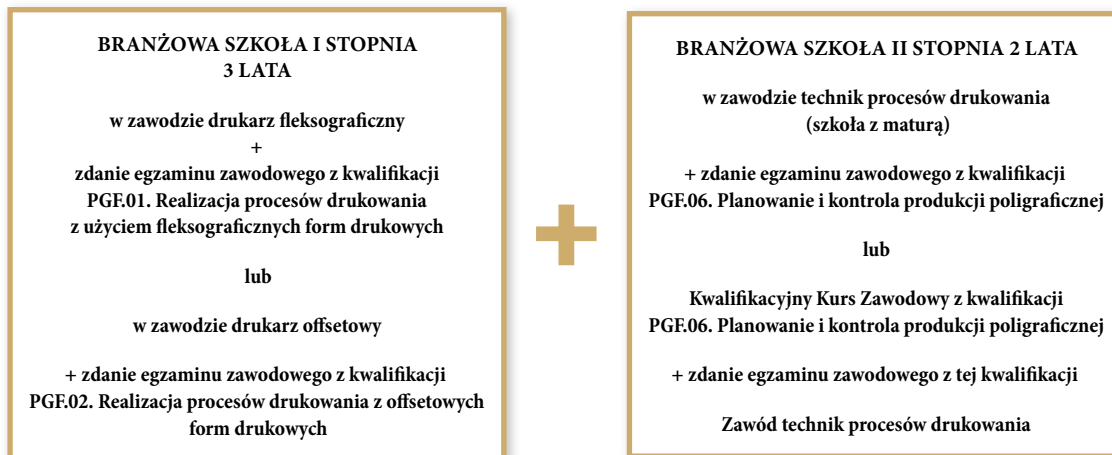 BRANŻOWA SZKOŁA I STOPNIA
3 LATA
w zawodzie drukarz fleksograficzny
+
zdanie egzaminu zawodowego z kwalifikacji
PGF.01. Realizacja procesów drukowania
z użyciem fleksograficznych form drukowych
lub
w zawodzie drukarz offsetowy
+ zdanie egzaminu zawodowego z kwalifikacji
PGF.02. Realizacja procesów drukowania z offsetowych
form drukowych
+
BRANŻOWA SZKOŁA II STOPNIA 2 LATA
w zawodzie technik procesów drukowania
(szkoła z maturą)
+ zdanie egzaminu zawodowego z kwalifikacji
PGF.06. Planowanie i kontrola produkcji poligraficznej
lub
Kwalifikacyjny Kurs Zawodowy z kwalifikacji
PGF.06. Planowanie i kontrola produkcji poligraficznej
+ zdanie egzaminu zawodowego z tej kwalifikacji
Zawód technik procesów drukowania